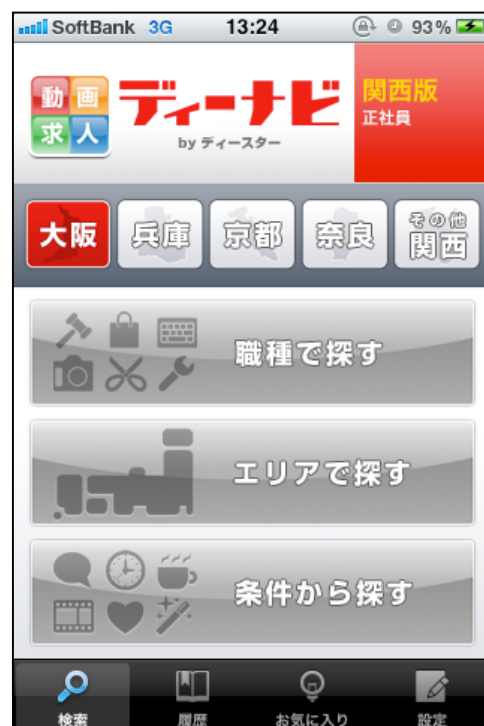 SoftBank 3G 13:24 93%
動画
求人
ディーナビ
by ディースター
関西版
正社員
大阪 兵庫 京都 奈良 その他
関西
職種で探す
エリアで探す
条件から探す
検索 履歴 お気に入り 設定